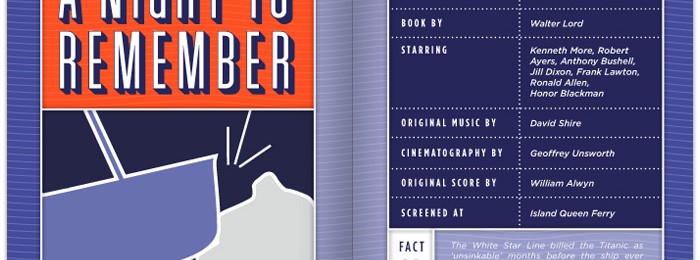 A NIGHT TO
REMEMBER
BOOK BY
Walter Lord
STARRING
Kenneth More, Robert
Ayers, Anthony Bushell,
Jill Dixon, Frank Lawton,
Ronald Allen,
Honor Blackman
ORIGINAL MUSIC BY
David Shire
CINEMATOGRAPHY BY
Geoffrey Unsworth
ORIGINAL SCORE BY
William Alwyn
SCREENED AT
Island Queen Ferry
FACT
The White Star Line billed the Titanic as
'unsinkable' months before the ship ever